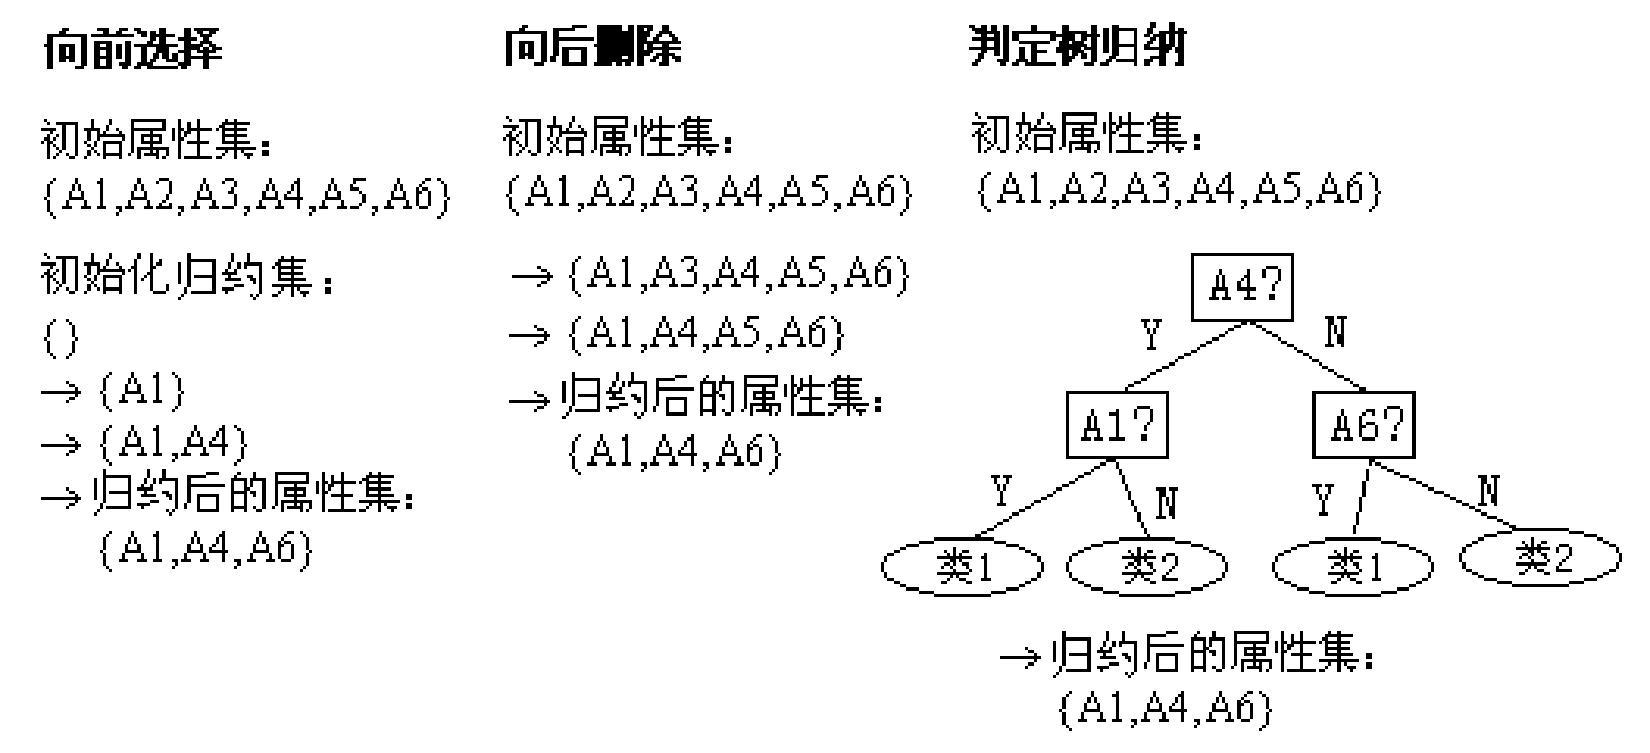 向前选择
初始属性集：
{A1,A2,A3,A4,A5,A6}
初始化归约集：
{}
→ {A1}
→ {A1,A4}
→ 归约后的属性集：
{A1,A4,A6}
向后删除
初始属性集：
{A1,A2,A3,A4,A5,A6}
→ {A1,A3,A4,A5,A6}
→ {A1,A4,A5,A6}
→ 归约后的属性集：
{A1,A4,A6}
判定树归纳
初始属性集：
{A1,A2,A3,A4,A5,A6}
A4?
Y N
A1? A6?
Y N Y N
类1 类2 类1 类2
→ 归约后的属性集：
{A1,A4,A6}